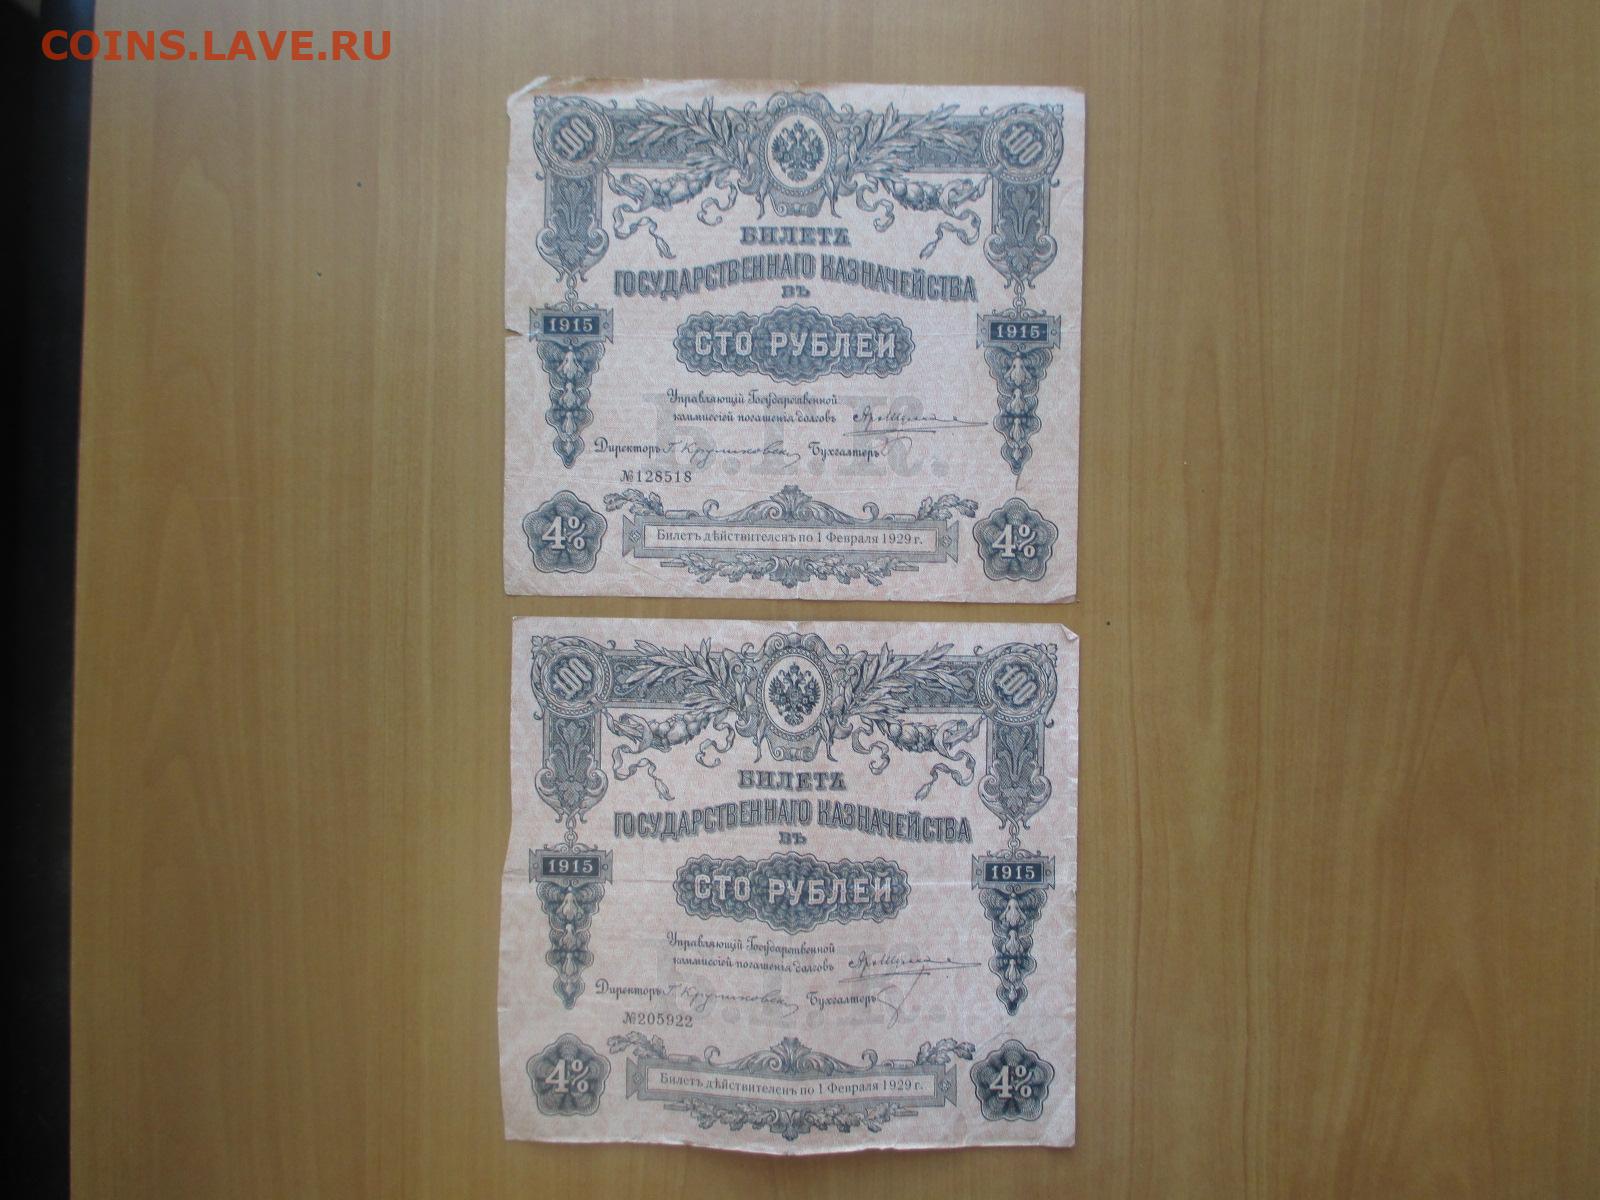 COINS.LAVE.RU
100 100
БИЛЕТЪ
ГОСУДАРСТВЕННАГО КАЗНАЧЕЙСТВА
ВЪ
1915 1915
СТО РУБЛЕЙ
Управляющій Государственной
коммиссіей погашенія долговъ
Директоръ Бухгалтеръ
№128518
4% 4%
Билетъ дѣйствителенъ по 1 Февраля 1929 г.
100 100
БИЛЕТЪ
ГОСУДАРСТВЕННАГО КАЗНАЧЕЙСТВА
ВЪ
1915 1915
СТО РУБЛЕЙ
Управляющій Государственной
коммиссіей погашенія долговъ
Директоръ Бухгалтеръ
№205922
4% 4%
Билетъ дѣйствителенъ по 1 Февраля 1929 г.